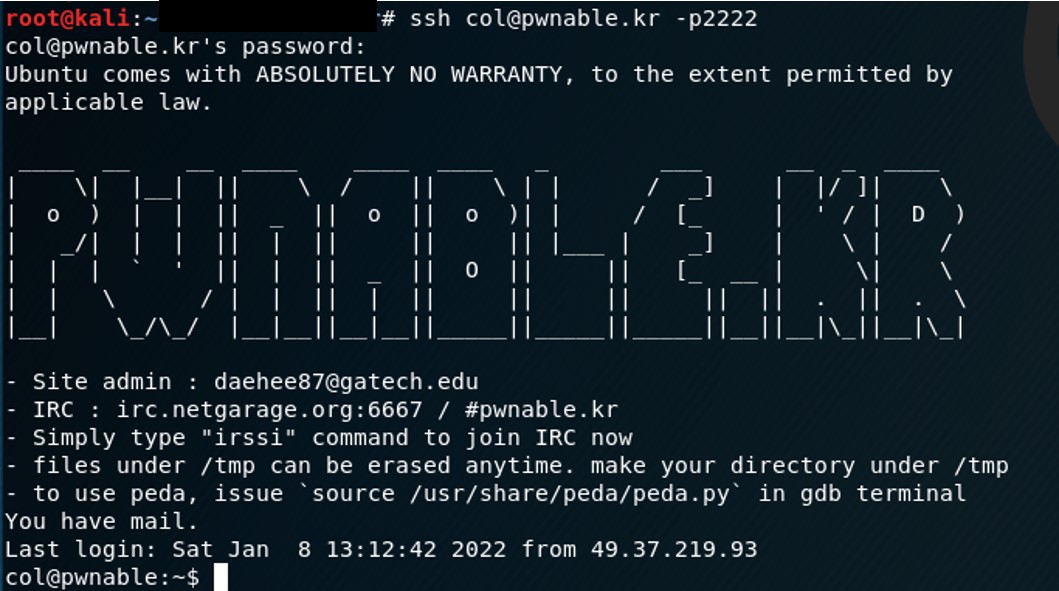 root@kali:~ r# ssh col@pwnable.kr -p2222
col@pwnable.kr's password:
Ubuntu comes with ABSOLUTELY NO WARRANTY, to the extent permitted by
applicable law.
PWNABLE.KR
- Site admin : daehee87@gatech.edu
- IRC : irc.netgarage.org:6667 / #pwnable.kr
- Simply type "irssi" command to join IRC now
- files under /tmp can be erased anytime. make your directory under /tmp
- to use peda, issue `source /usr/share/peda/peda.py` in gdb terminal
You have mail.
Last login: Sat Jan  8 13:12:42 2022 from 49.37.219.93
col@pwnable:~$